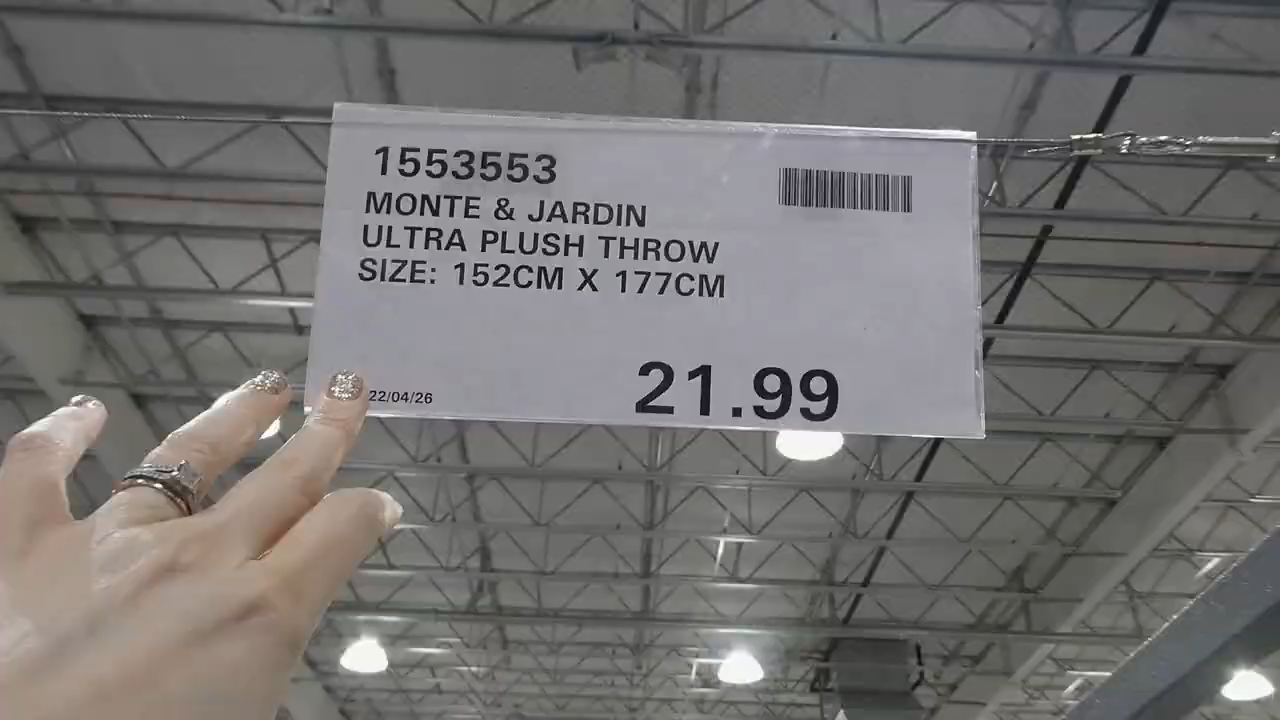 1553553
MONTE & JARDIN
ULTRA PLUSH THROW
SIZE: 152CM X 177CM
22/04/26
21.99